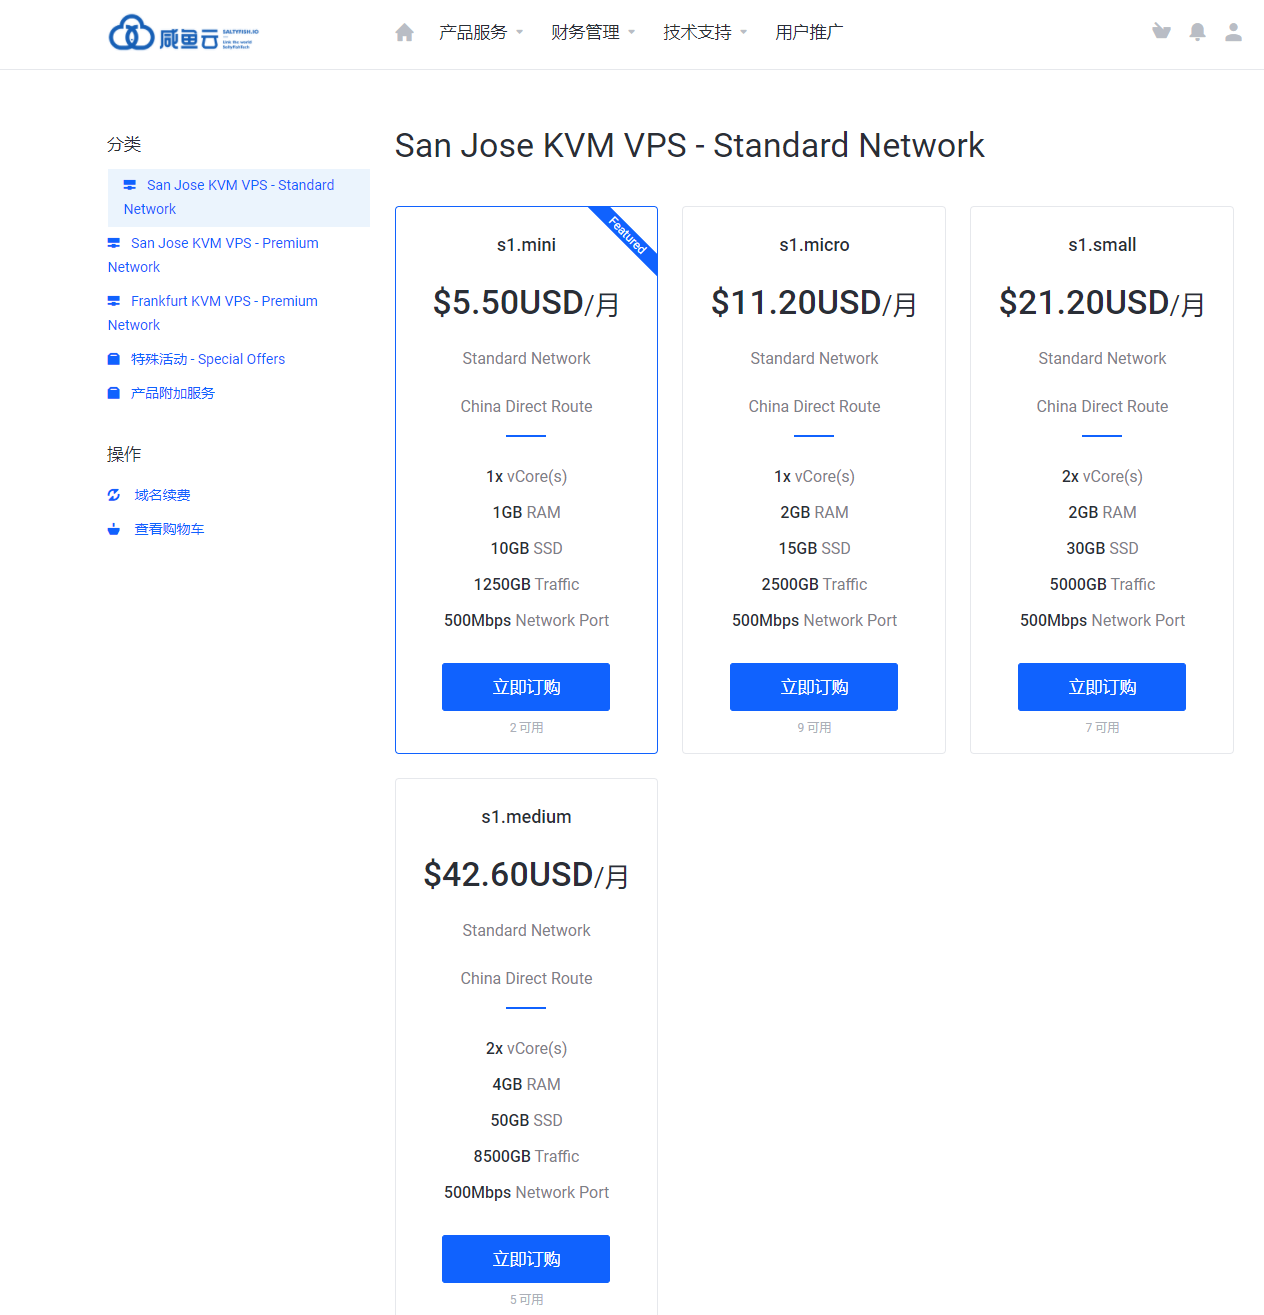 咸鱼云 SALTYFISH.IO
Link the world
产品服务 财务管理 技术支持 用户推广
分类
San Jose KVM VPS - Standard
Network
San Jose KVM VPS - Premium
Network
Frankfurt KVM VPS - Premium
Network
特殊活动 - Special Offers
产品附加服务
操作
域名续费
查看购物车
San Jose KVM VPS - Standard Network
Featured
s1.mini
$5.50USD/月
Standard Network
China Direct Route
1x vCore(s)
1GB RAM
10GB SSD
1250GB Traffic
500Mbps Network Port
立即订购
2 可用
s1.micro
$11.20USD/月
Standard Network
China Direct Route
1x vCore(s)
2GB RAM
15GB SSD
2500GB Traffic
500Mbps Network Port
立即订购
9 可用
s1.small
$21.20USD/月
Standard Network
China Direct Route
2x vCore(s)
2GB RAM
30GB SSD
5000GB Traffic
500Mbps Network Port
立即订购
7 可用
s1.medium
$42.60USD/月
Standard Network
China Direct Route
2x vCore(s)
4GB RAM
50GB SSD
8500GB Traffic
500Mbps Network Port
立即订购
5 可用